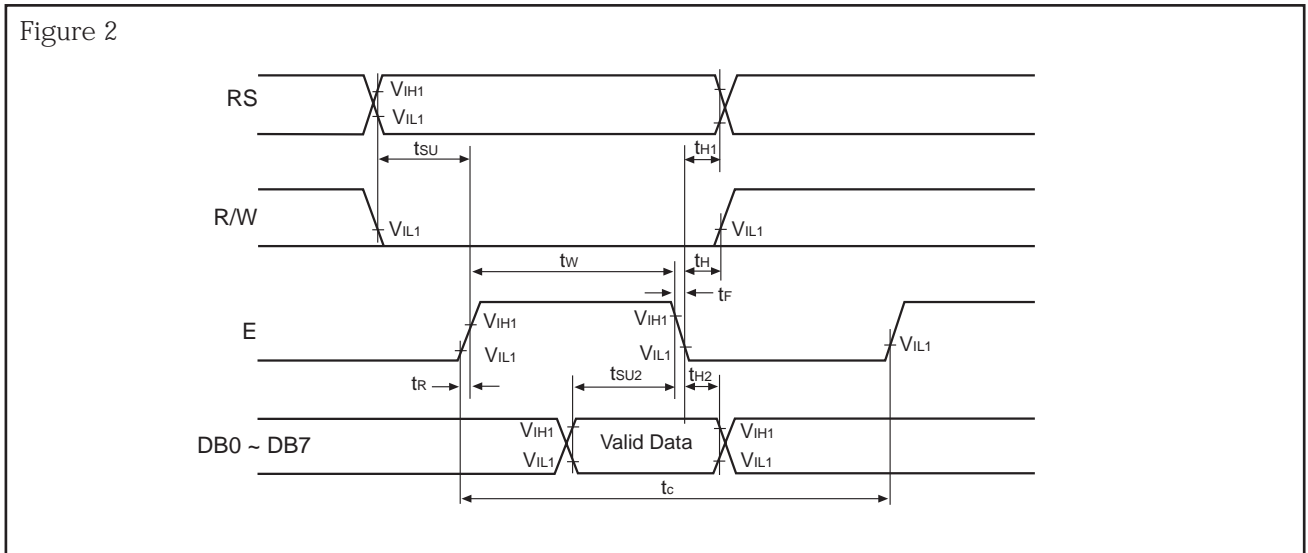 Figure 2
RS
VIH1
VIL1
tSU
tH1
R/W
VIL1
VIL1
tW
tH
tF
E
VIH1
VIH1
VIL1
VIL1
VIL1
tR
tSU2
tH2
DB0 ~ DB7
VIH1
Valid Data
VIH1
VIL1
VIL1
tc